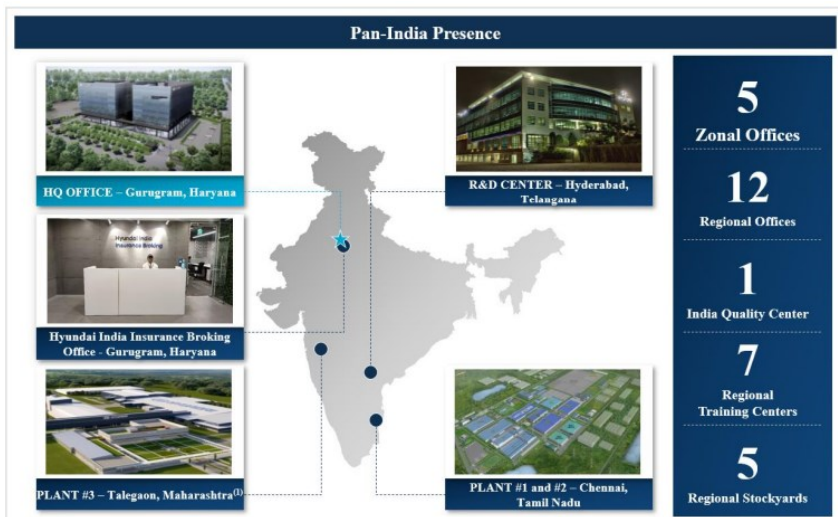 Pan-India Presence
HQ OFFICE – Gurugram, Haryana
R&D CENTER – Hyderabad,
Telangana
Hyundai India
Insurance Broking
Hyundai India Insurance Broking
Office - Gurugram, Haryana
PLANT #3 – Talegaon, Maharashtra(1)
PLANT #1 and #2 – Chennai,
Tamil Nadu
5
Zonal Offices
12
Regional Offices
1
India Quality Center
7
Regional
Training Centers
5
Regional Stockyards